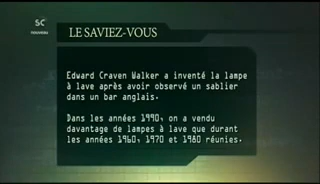 SC
nouveau
LE SAVIEZ-VOUS
Edward Craven Walker a inventé la lampe
à lave après avoir observé un sablier
dans un bar anglais.
Dans les années 1990, on a vendu
davantage de lampes à lave que durant
les années 1960, 1970 et 1980 réunies.